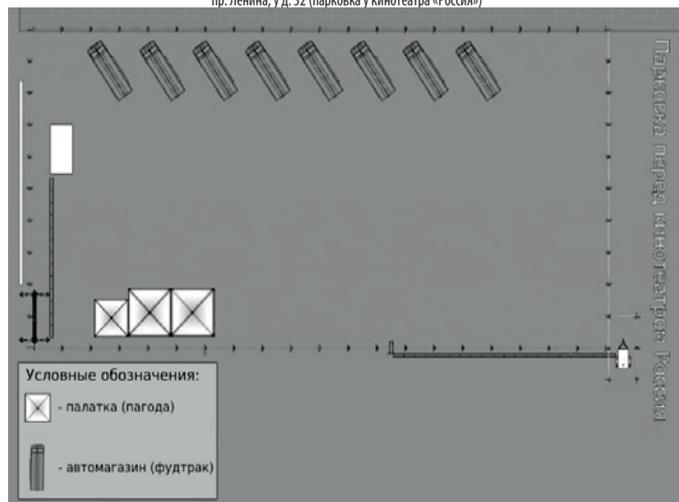 пр. Ленина, у д. 52 (парковка у кинотеатра «Россия»)
Парковка перед кинотеатром Россия
Условные обозначения:
- палатка (пагода)
- автомагазин (фудтрак)